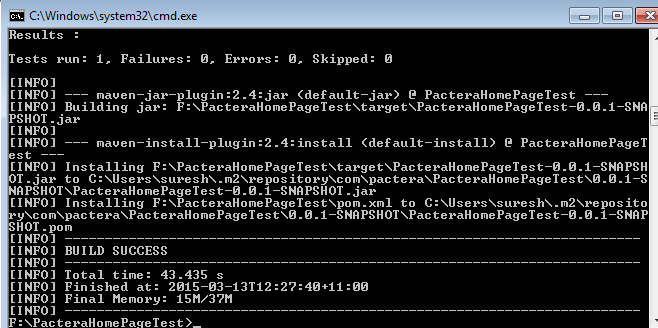 C:\Windows\system32\cmd.exe
Results :
Tests run: 1, Failures: 0, Errors: 0, Skipped: 0
[INFO]
[INFO] --- maven-jar-plugin:2.4:jar (default-jar) @ PacteraHomePageTest ---
[INFO] Building jar: F:\PacteraHomePageTest\target\PacteraHomePageTest-0.0.1-SNA
PSHOT.jar
[INFO]
[INFO] --- maven-install-plugin:2.4:install (default-install) @ PacteraHomePageT
est ---
[INFO] Installing F:\PacteraHomePageTest\target\PacteraHomePageTest-0.0.1-SNAPSH
OT.jar to C:\Users\suresh\.m2\repository\com\pactera\PacteraHomePageTest\0.0.1-S
NAPSHOT\PacteraHomePageTest-0.0.1-SNAPSHOT.jar
[INFO] Installing F:\PacteraHomePageTest\pom.xml to C:\Users\suresh\.m2\reposito
ry\com\pactera\PacteraHomePageTest\0.0.1-SNAPSHOT\PacteraHomePageTest-0.0.1-SNAP
SHOT.pom
[INFO] ------------------------------------------------------------------------
[INFO] BUILD SUCCESS
[INFO] ------------------------------------------------------------------------
[INFO] Total time: 43.435 s
[INFO] Finished at: 2015-03-13T12:27:40+11:00
[INFO] Final Memory: 15M/37M
[INFO] ------------------------------------------------------------------------
F:\PacteraHomePageTest>_